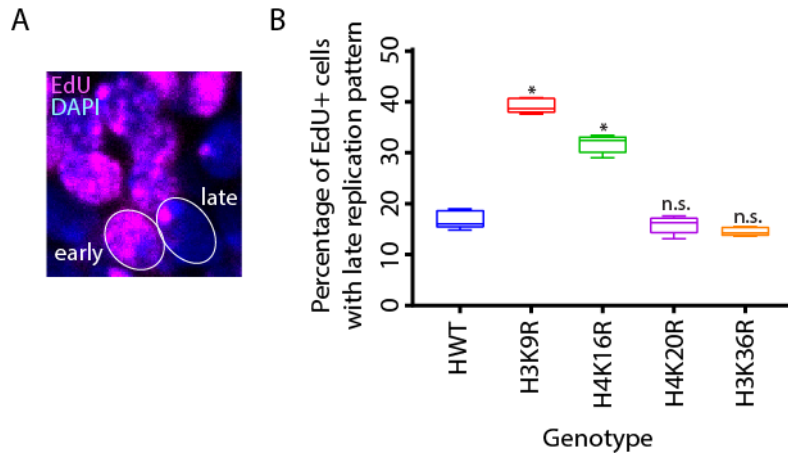 A
EdU
DAPI
late
early
B
Percentage of EdU+ cells
with late replication pattern
50
40
30
20
10
0
*
*
n.s.
n.s.
HWT
H3K9R
H4K16R
H4K20R
H3K36R
Genotype